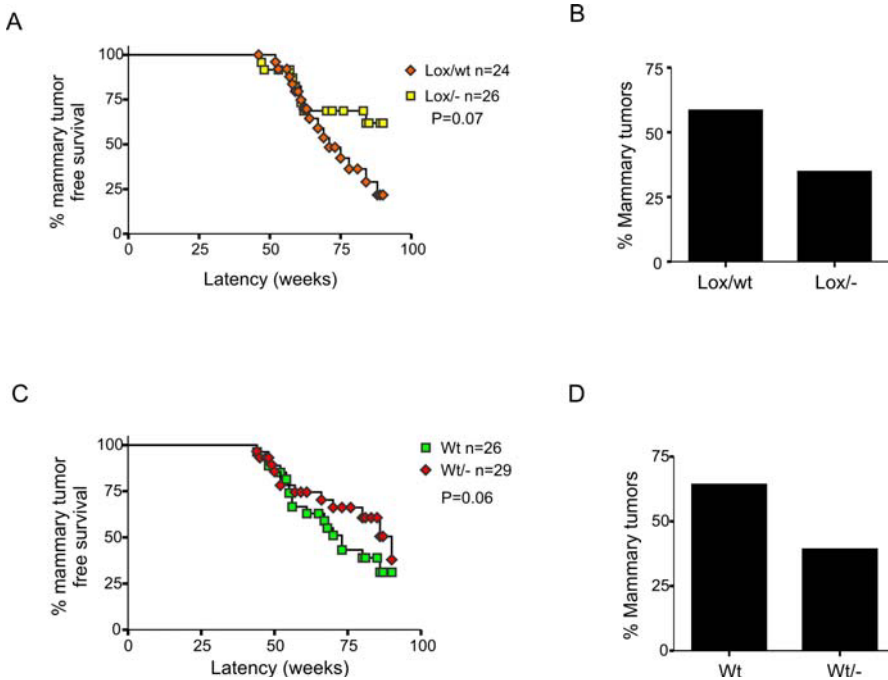 A
% mammary tumor
free survival
100
75
50
25
0
0
25
50
75
100
Latency (weeks)
Lox/wt n=24
Lox/- n=26
P=0.07
B
% Mammary tumors
75
50
25
0
Lox/wt
Lox/-
C
% mammary tumor
free survival
100
75
50
25
0
0
25
50
75
100
Latency (weeks)
Wt n=26
Wt/- n=29
P=0.06
D
% Mammary tumors
75
50
25
0
Wt
Wt/-